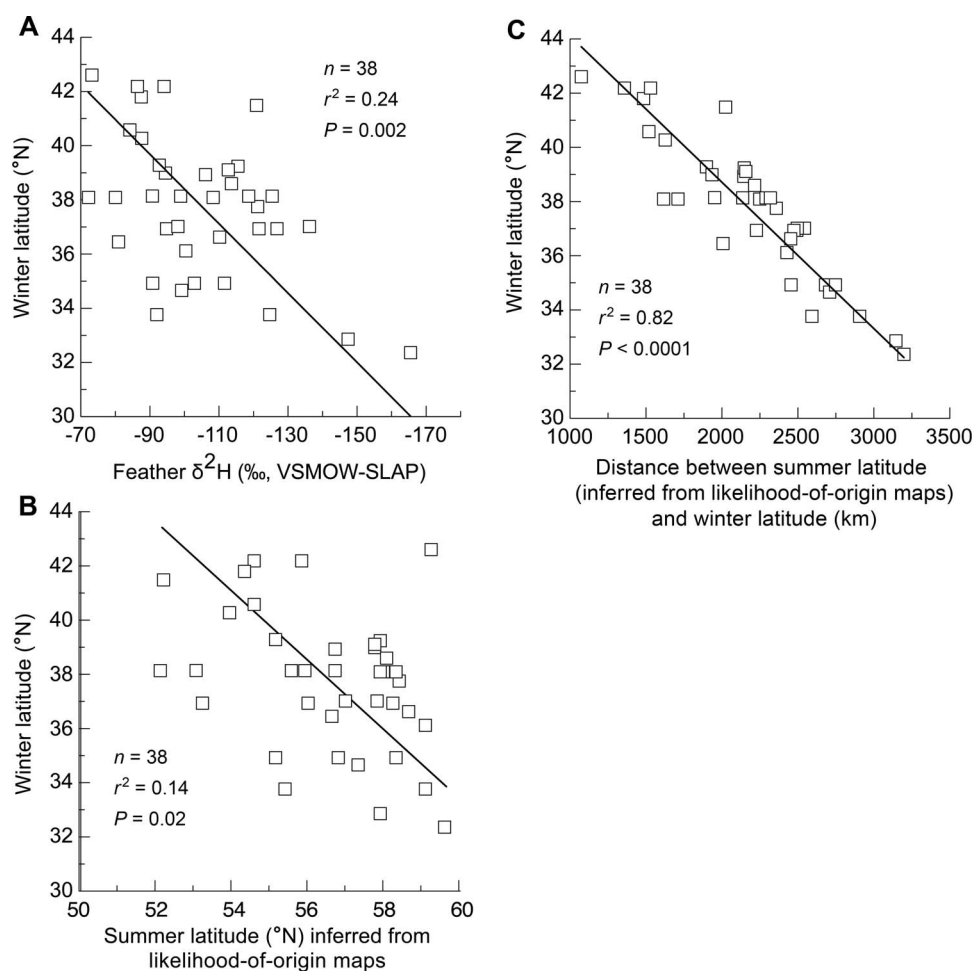 A
44
42
40
38
36
34
32
30
Winter latitude (°N)
n = 38
r² = 0.24
P = 0.002
-70 -90 -110 -130 -150 -170
Feather δ²H (‰, VSMOW-SLAP)
B
44
42
40
38
36
34
32
30
Winter latitude (°N)
n = 38
r² = 0.14
P = 0.02
50 52 54 56 58 60
Summer latitude (°N) inferred from
likelihood-of-origin maps
C
44
42
40
38
36
34
32
30
Winter latitude (°N)
n = 38
r² = 0.82
P < 0.0001
1000 1500 2000 2500 3000 3500
Distance between summer latitude
(inferred from likelihood-of-origin maps)
and winter latitude (km)